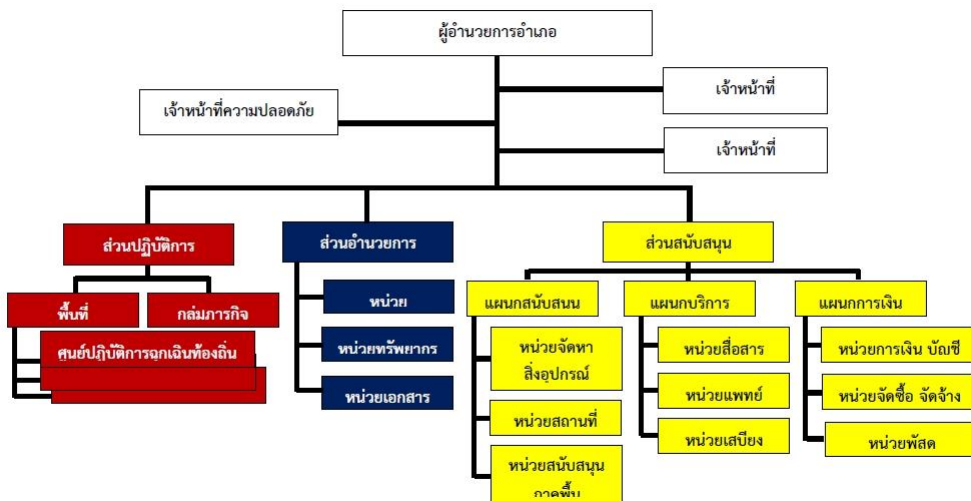 ผู้อำนวยการอำเภอ
เจ้าหน้าที่
เจ้าหน้าที่ความปลอดภัย
เจ้าหน้าที่
ส่วนปฏิบัติการ
ส่วนอำนวยการ
ส่วนสนับสนุน
พื้นที่
กลุ่มภารกิจ
ศูนย์ปฏิบัติการฉุกเฉินท้องถิ่น
หน่วย
หน่วยทรัพยากร
หน่วยเอกสาร
แผนกสนับสนุน
หน่วยจัดหา
สิ่งอุปกรณ์
หน่วยสถานที่
หน่วยสนับสนุน
ภาคพื้น
แผนกบริการ
หน่วยสื่อสาร
หน่วยแพทย์
หน่วยเสบียง
แผนกการเงิน
หน่วยการเงิน บัญชี
หน่วยจัดซื้อ จัดจ้าง
หน่วยพัสดุ